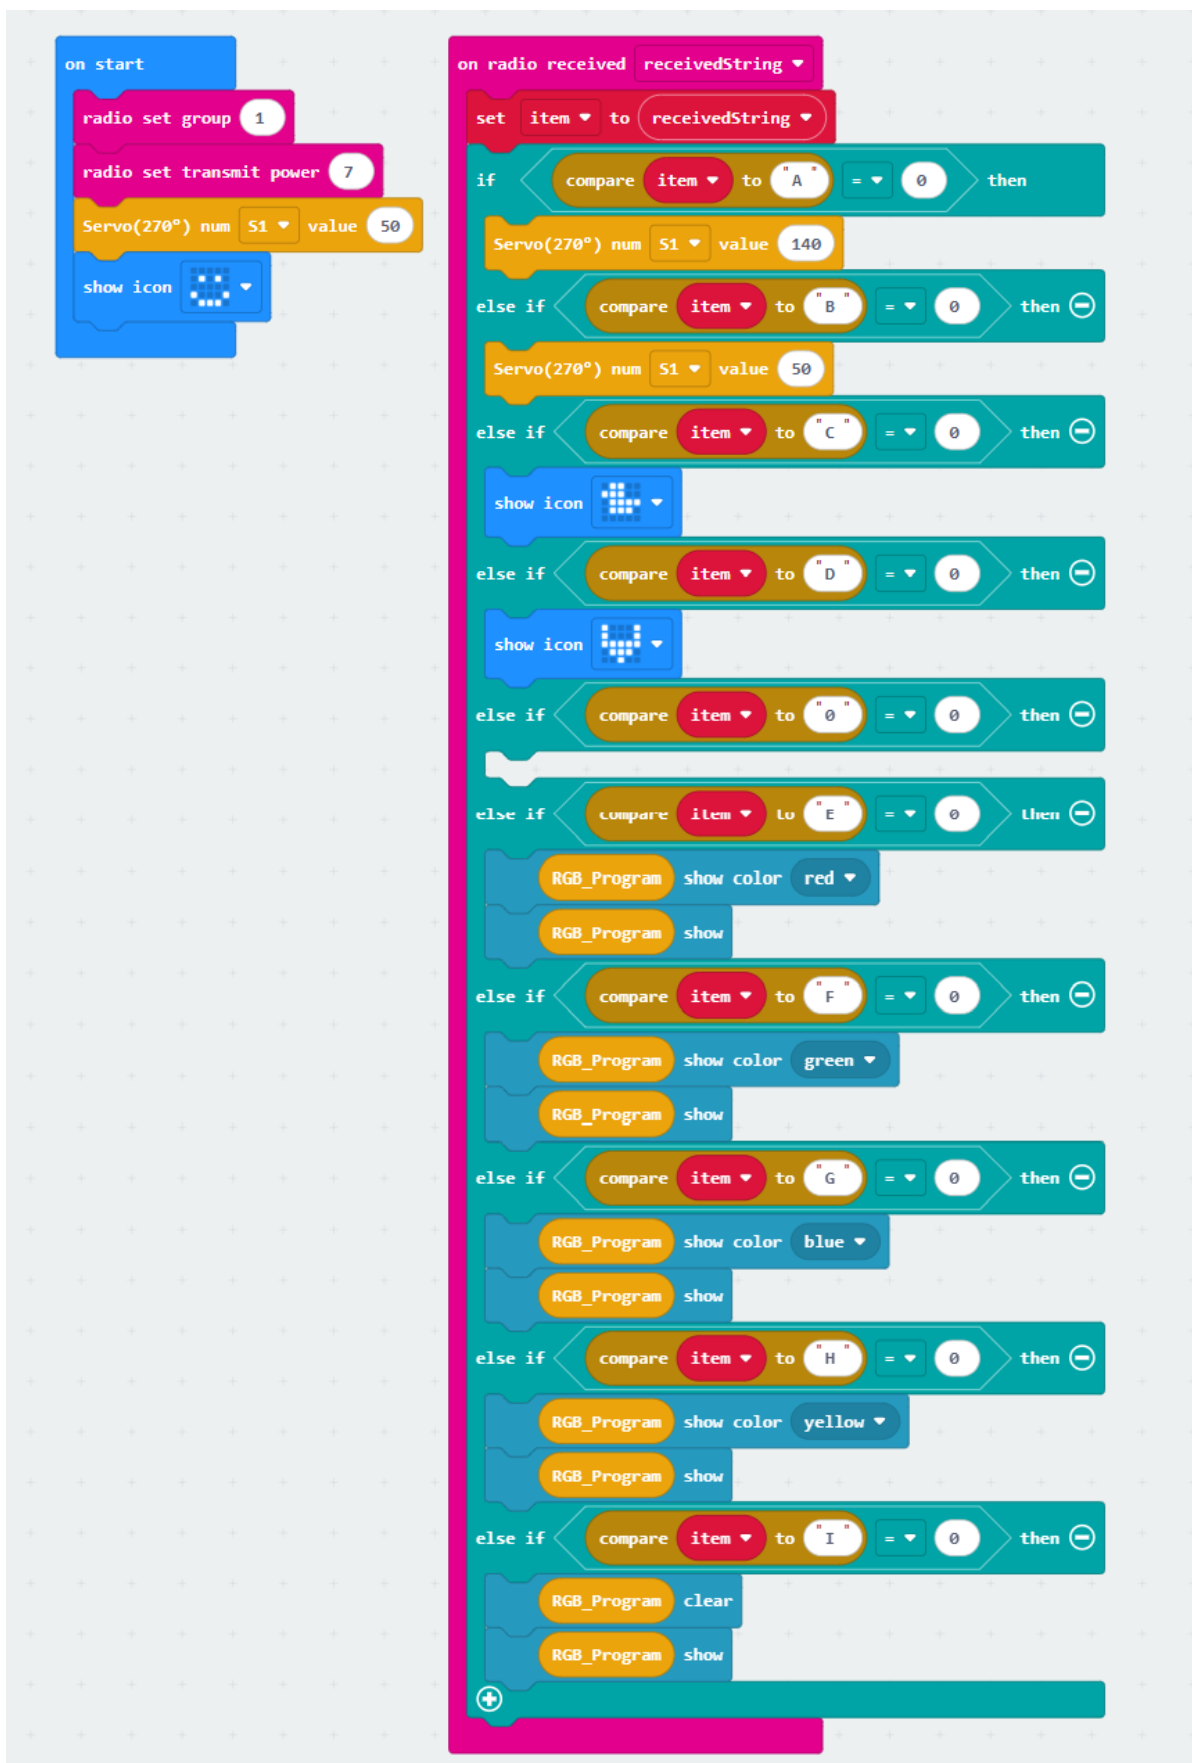 on start
radio set group 1
radio set transmit power 7
Servo(270°) num S1 value 50
show icon
on radio received receivedString
set item to receivedString
if compare item to "A" = 0 then
Servo(270°) num S1 value 140
else if compare item to "B" = 0 then
Servo(270°) num S1 value 50
else if compare item to "C" = 0 then
show icon
else if compare item to "D" = 0 then
show icon
else if compare item to "0" = 0 then
else if compare item to "E" = 0 then
RGB_Program show color red
RGB_Program show
else if compare item to "F" = 0 then
RGB_Program show color green
RGB_Program show
else if compare item to "G" = 0 then
RGB_Program show color blue
RGB_Program show
else if compare item to "H" = 0 then
RGB_Program show color yellow
RGB_Program show
else if compare item to "I" = 0 then
RGB_Program clear
RGB_Program show